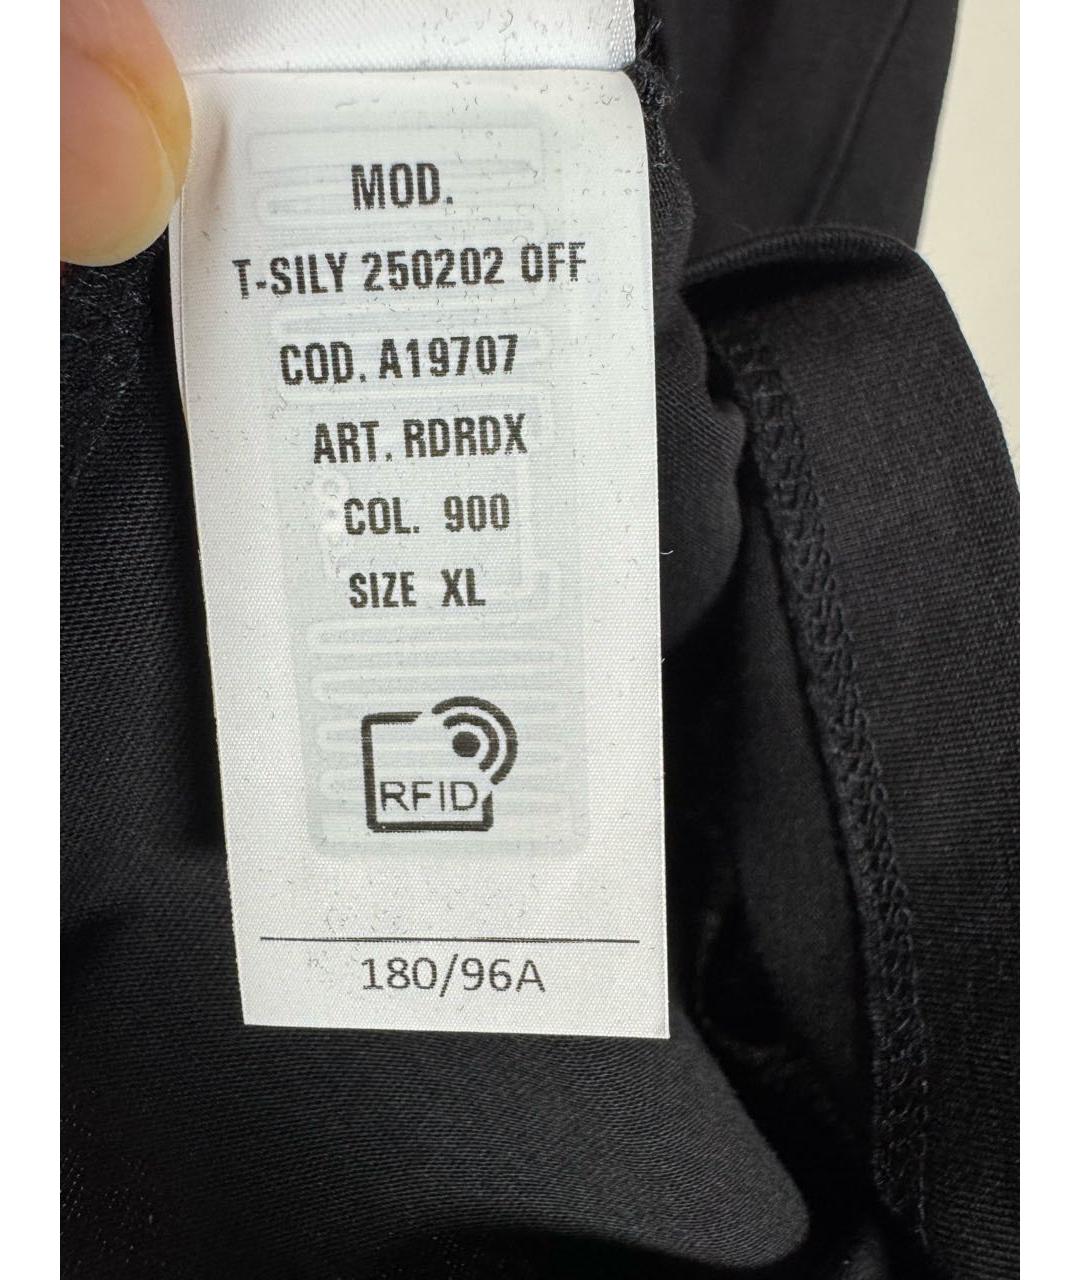 MOD.
T-SILY 250202 OFF
COD. A19707
ART. RDRDX
COL. 900
SIZE XL
RFID
180/96A